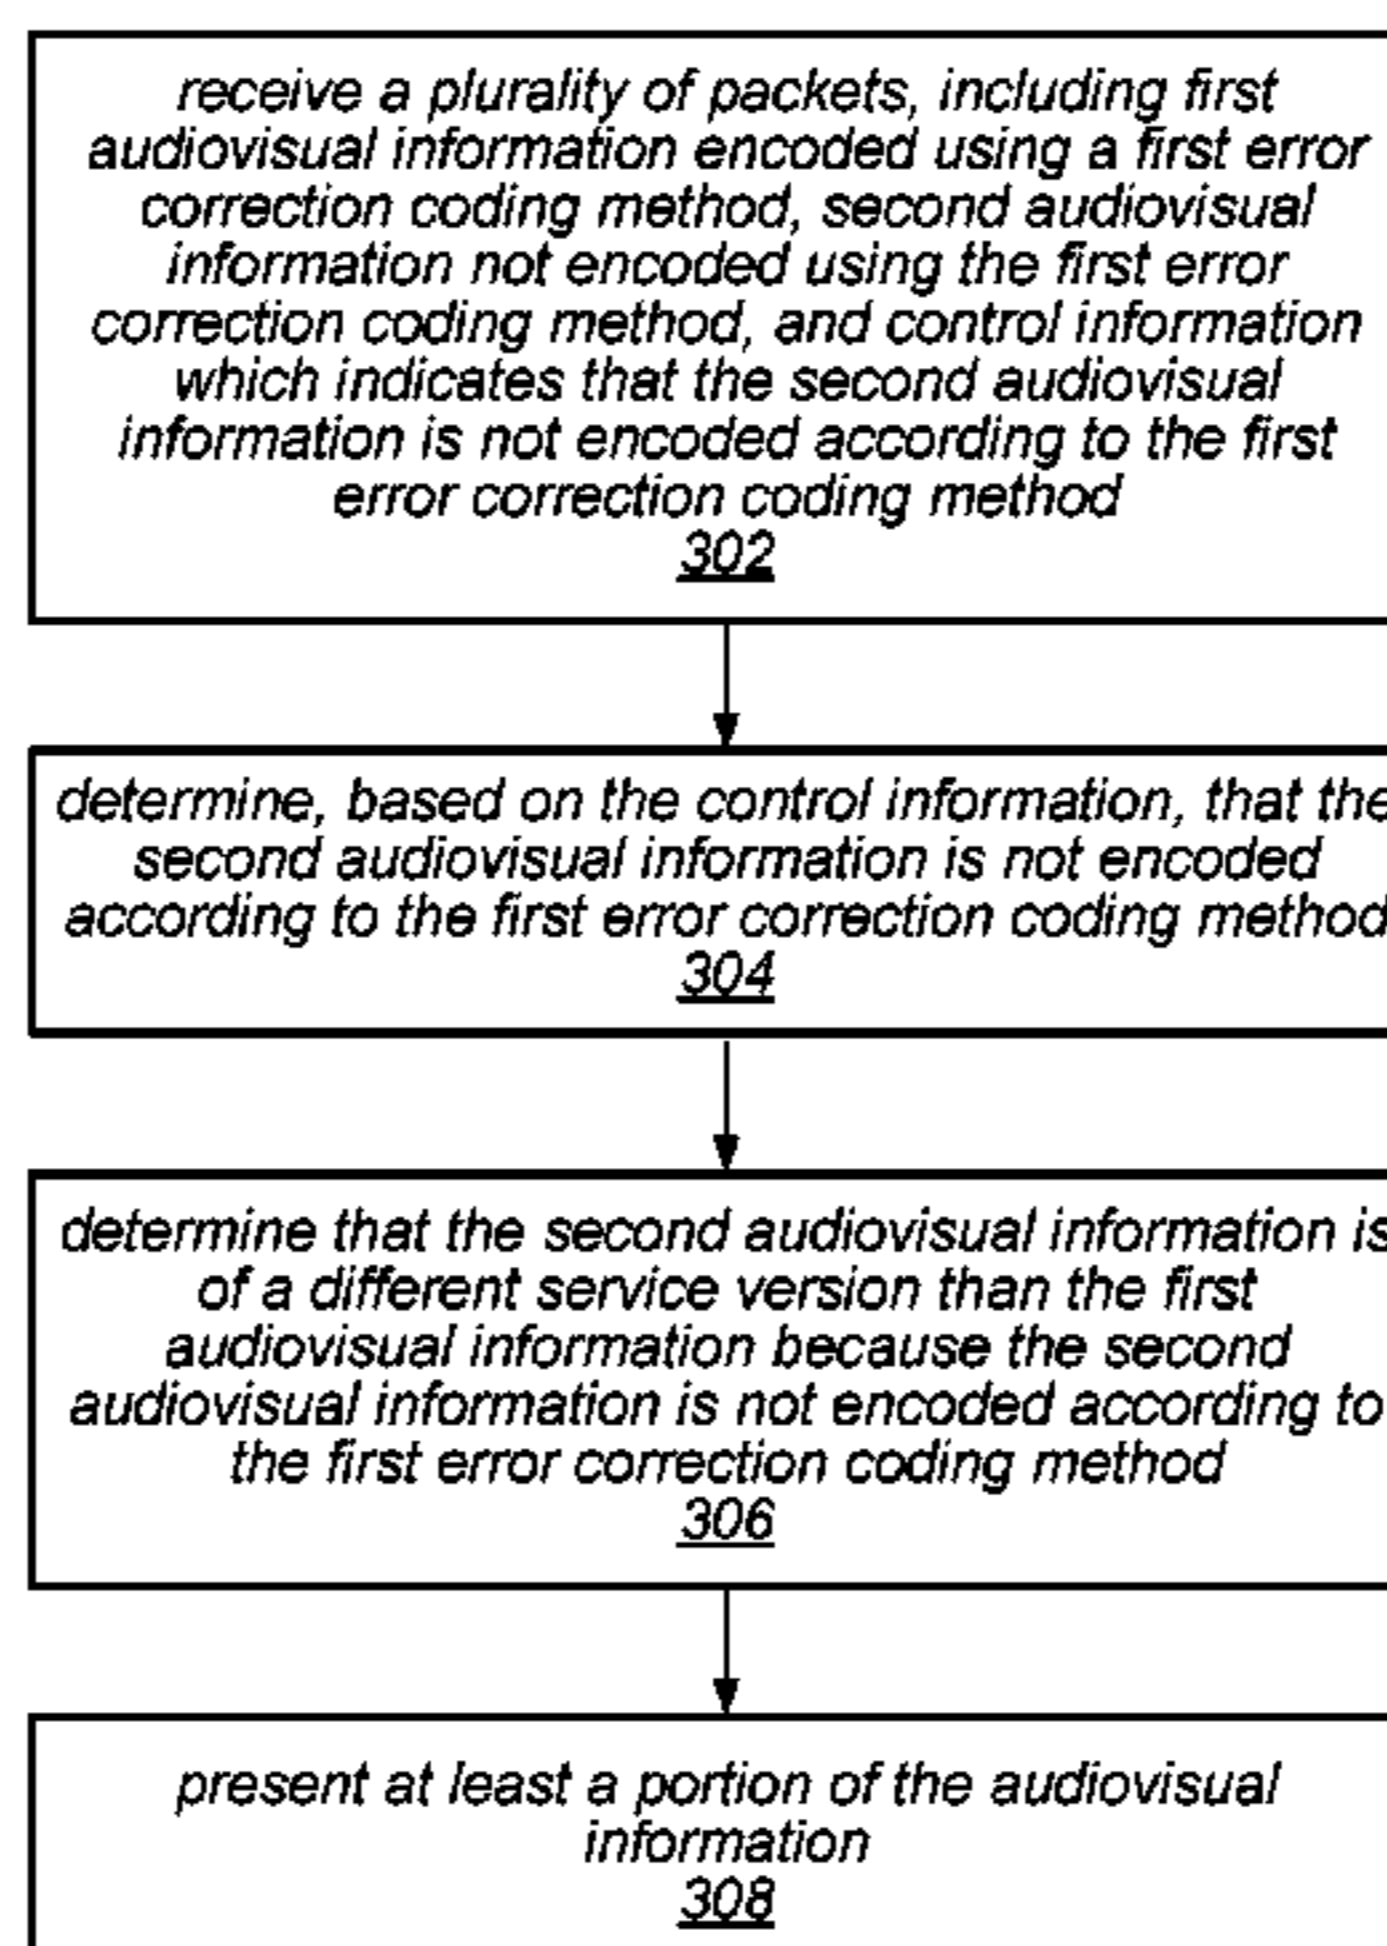 receive a plurality of packets, including first
audiovisual information encoded using a first error
correction coding method, second audiovisual
information not encoded using the first error
correction coding method, and control information
which indicates that the second audiovisual
information is not encoded according to the first
error correction coding method
302
determine, based on the control information, that the
second audiovisual information is not encoded
according to the first error correction coding method
304
determine that the second audiovisual information is
of a different service version than the first
audiovisual information because the second
audiovisual information is not encoded according to
the first error correction coding method
306
present at least a portion of the audiovisual
information
308